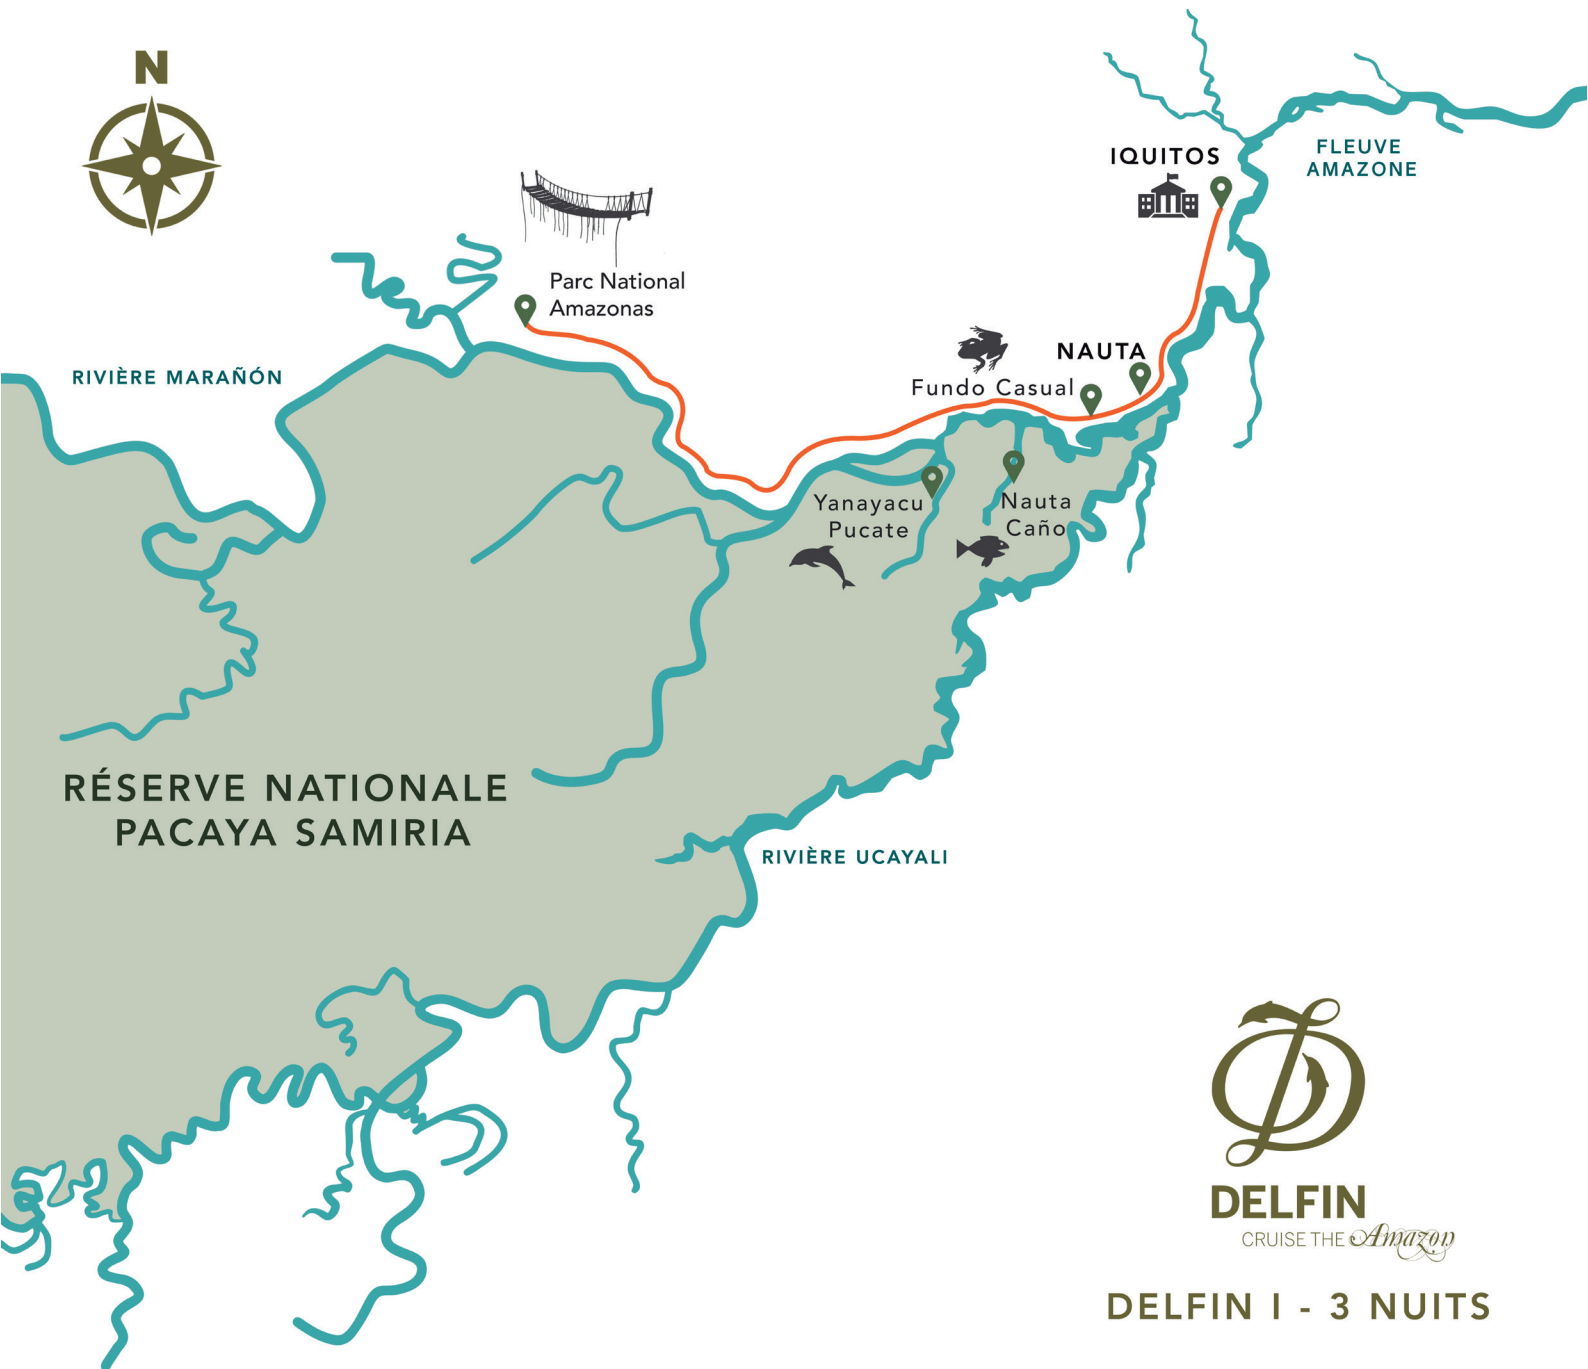 N
IQUITOS
FLEUVE
AMAZONE
Parc National
Amazonas
RIVIÈRE MARAÑÓN
NAUTA
Fundo Casual
Yanayacu
Pucate
Nauta
Caño
RÉSERVE NATIONALE
PACAYA SAMIRIA
RIVIÈRE UCAYALI
D
DELFIN
CRUISE THE Amazon
DELFIN I - 3 NUITS